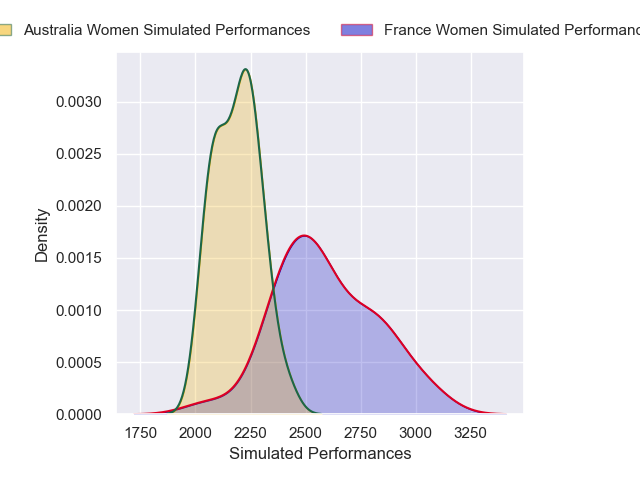 Australia Women Simulated Performances
France Women Simulated Performanc
0.0030
0.0025
0.0020
0.0015
0.0010
0.0005
0.0000
Density
1750 2000 2250 2500 2750 3000 3250
Simulated Performances